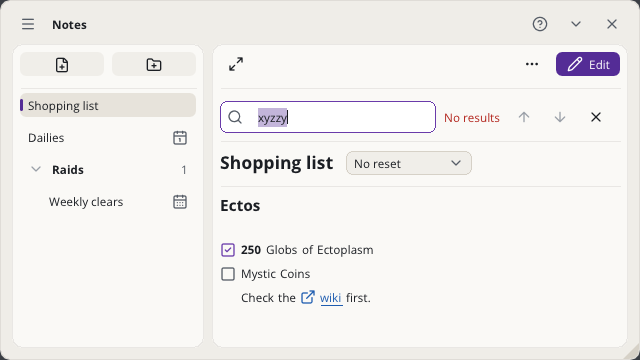 Notes
Edit
Shopping list
Dailies
Raids 1
Weekly clears
xyzzy No results
Shopping list No reset
Ectos
250 Globs of Ectoplasm
Mystic Coins
Check the wiki first.